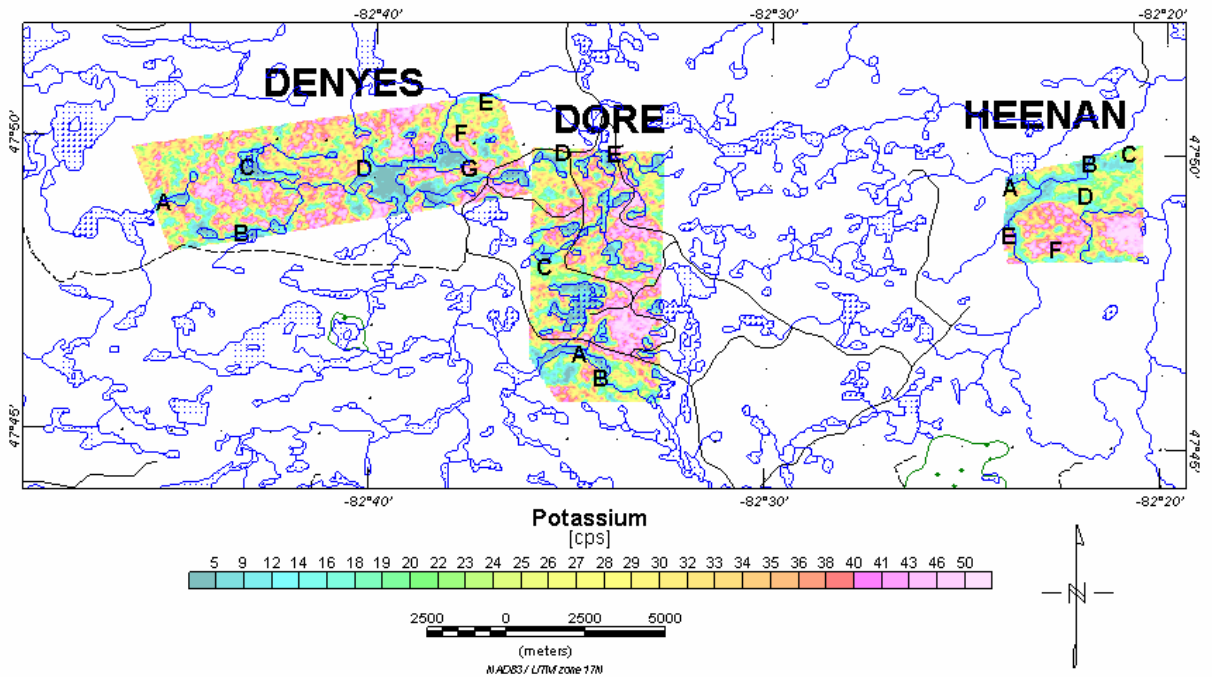 -82°40' -82°30' -82°20'
DENYES
DORE
HEENAN
47°50'
47°50'
E
F
D E
B C
C D G
A
D
A
B
E
F
C
A
B
47°45'
47°45'
-82°40' -82°30' -82°20'
Potassium
[cps]
5 9 12 14 16 18 19 20 22 23 24 25 26 27 28 29 30 32 33 34 35 36 38 40 41 43 46 50
2500 0 2500 5000
(meters)
NAD83 / UTM zone 17N
N